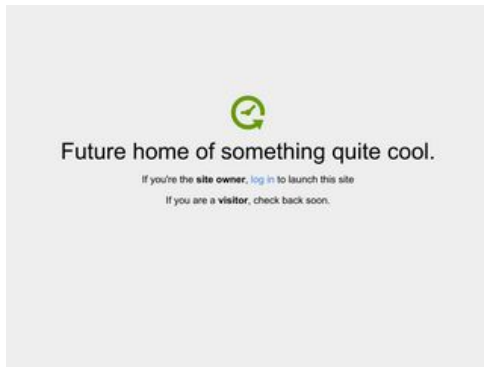 Future home of something quite cool.
If you're the site owner, log in to launch this site
If you are a visitor, check back soon.